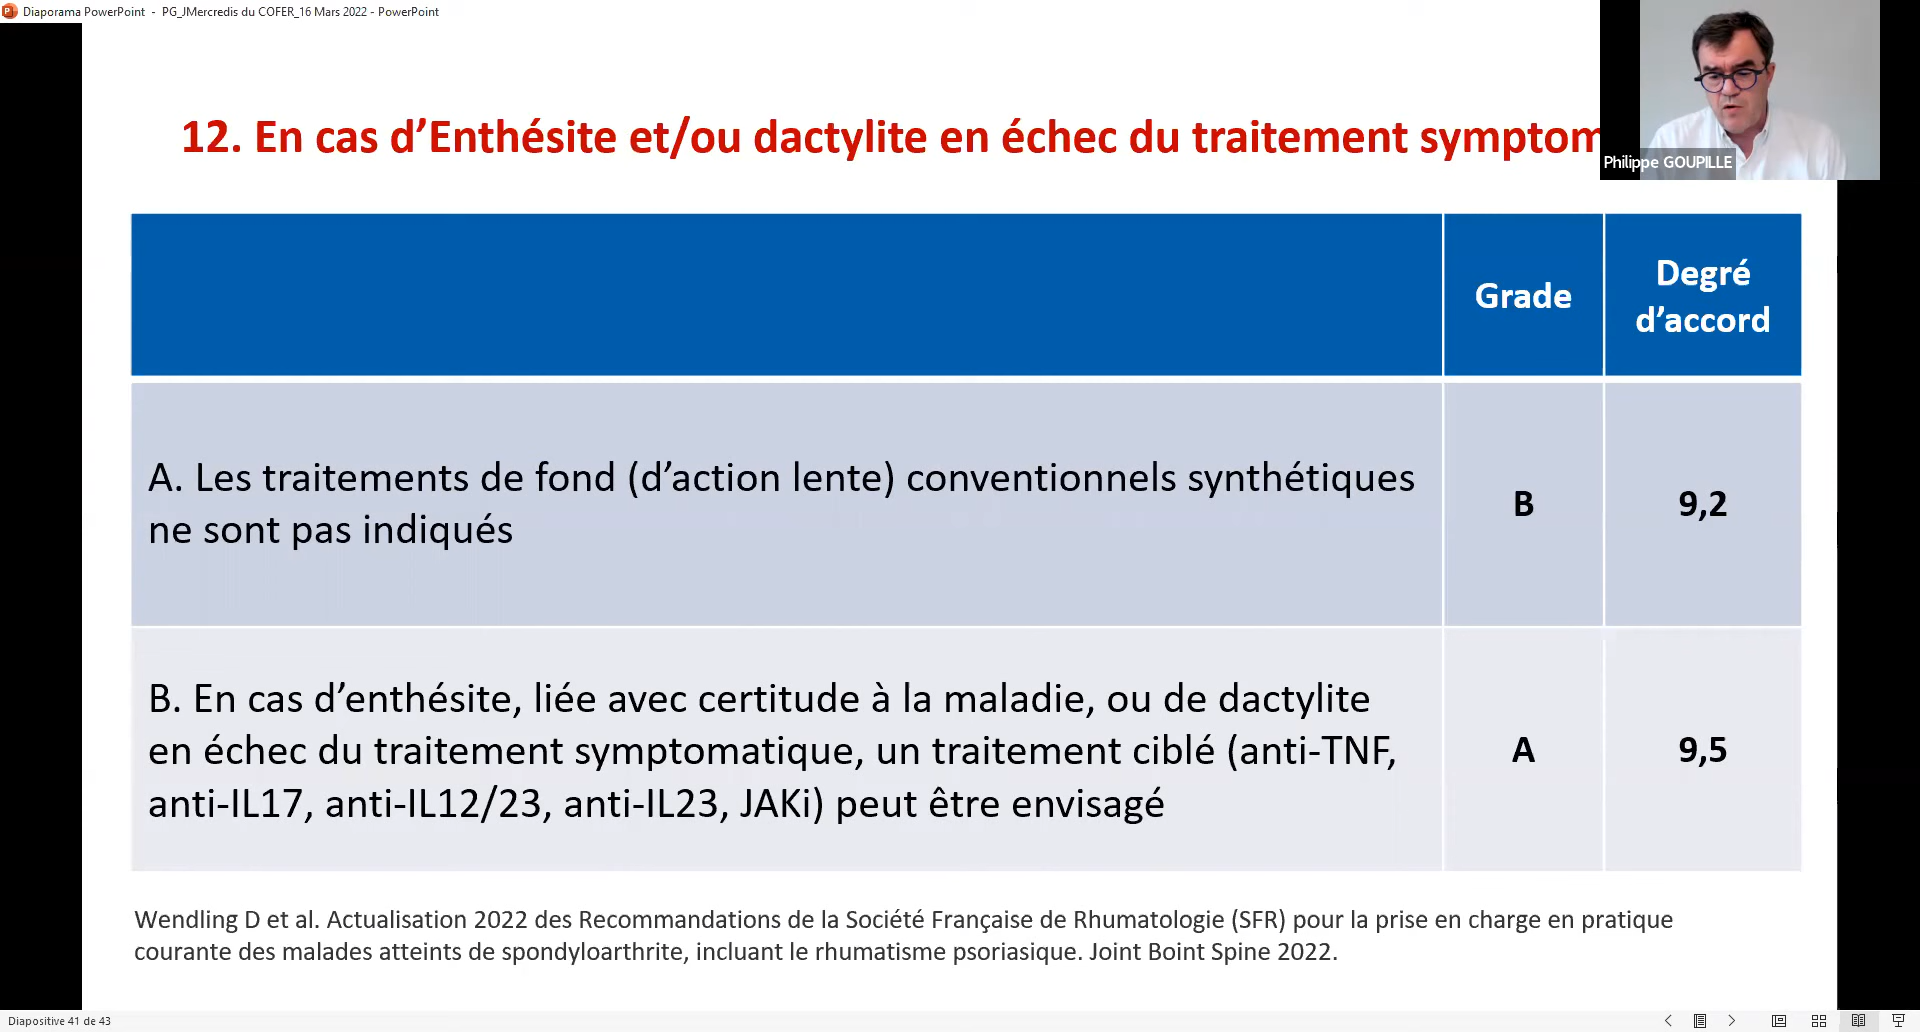 Diaporama PowerPoint - PG_JMercredis du COFER_16 Mars 2022 - PowerPoint
12. En cas d’Enthésite et/ou dactylite en échec du traitement symptom
Philippe GOUPILLE
Grade
Degré
d’accord
A. Les traitements de fond (d’action lente) conventionnels synthétiques
ne sont pas indiqués
B
9,2
B. En cas d’enthésite, liée avec certitude à la maladie, ou de dactylite
en échec du traitement symptomatique, un traitement ciblé (anti-TNF,
anti-IL17, anti-IL12/23, anti-IL23, JAKi) peut être envisagé
A
9,5
Wendling D et al. Actualisation 2022 des Recommandations de la Société Française de Rhumatologie (SFR) pour la prise en charge en pratique
courante des malades atteints de spondyloarthrite, incluant le rhumatisme psoriasique. Joint Boint Spine 2022.
Diapositive 41 de 43